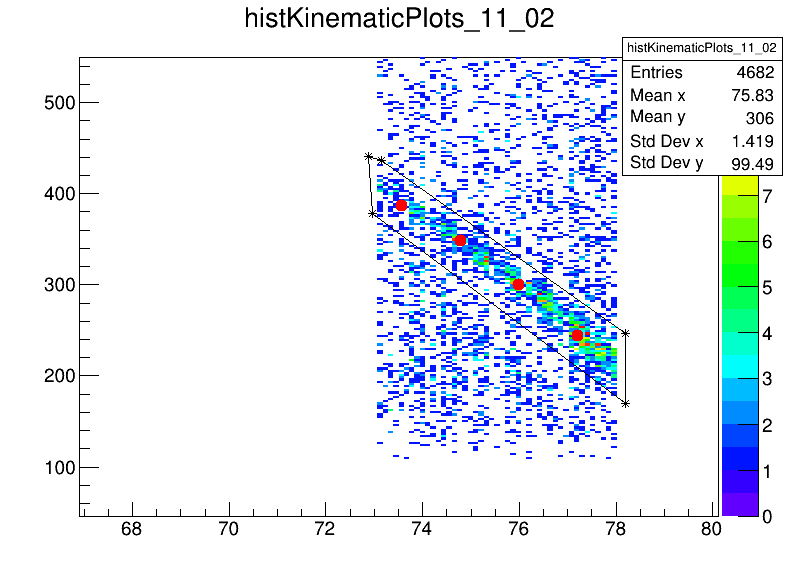 histKinematicPlots_11_02
histKinematicPlots_11_02
Entries 4682
Mean x 75.83
Mean y 306
Std Dev x 1.419
Std Dev y 99.49
500
400
300
200
100
68 70 72 74 76 78 80
7
6
5
4
3
2
1
0